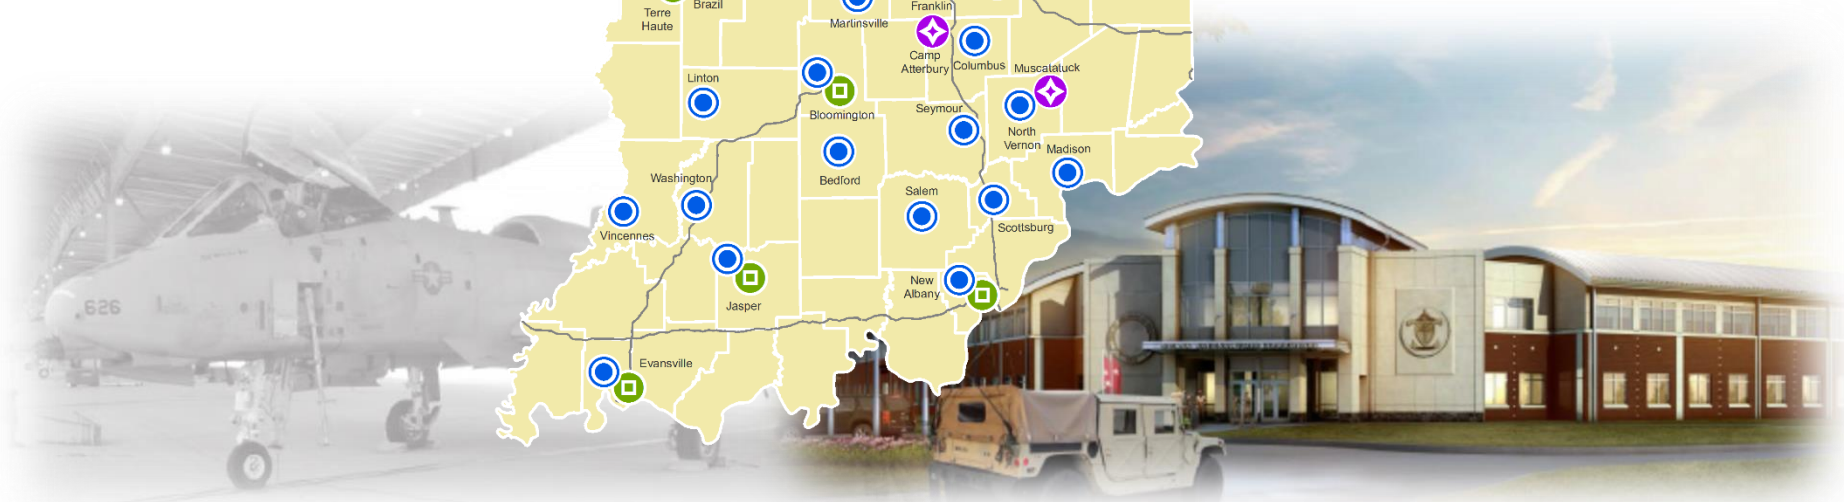 Franklin
Brazil
Terre
Haute
Martinsville
Camp
Atterbury
Columbus
Muscatatuck
Linton
Bloomington
Seymour
North
Vernon
Madison
Bedford
Washington
Salem
Vincennes
Scottsburg
New
Albany
Jasper
Evansville
626